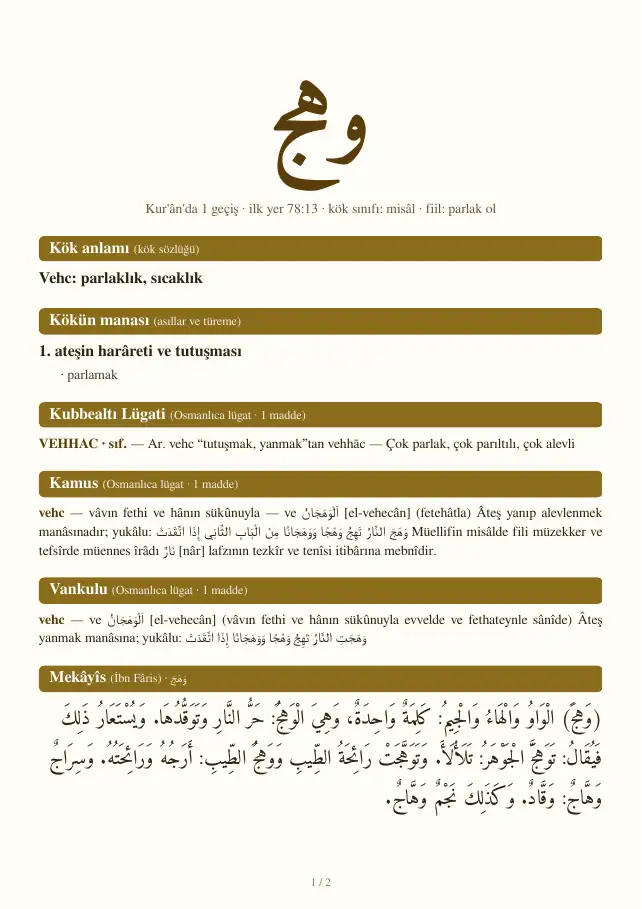 وهج
Kur'ân'da 1 geçiş · ilk yer 78:13 · kök sınıfı: misâl · fiil: parlak ol
Kök anlamı (kök sözlüğü)
Vehc: parlaklık, sıcaklık
Kökün manası (asıllar ve türeme)
1. ateşin harâreti ve tutuşması
· parlamak
Kubbealtı Lügati (Osmanlıca lügat · 1 madde)
VEHHAC · sıf. — Ar. vehc “tutuşmak, yanmak”tan vehhāc — Çok parlak, çok parıltılı, çok alevli
Kamus (Osmanlıca lügat · 1 madde)
vehc — vâvın fethi ve hânın sükûnuyla — ve اَلْوَهَجَانُ [el-vehecân] (fetehâtla) Âteş yanıp alevlenmek
manâsınadır; yukâlu: وَهَجَ النَّارُ تَهِجُ وَهْجًا وَوَهَجَانًا مِنَ الْبَابِ الثَّانِي إِذَا اتَّقَدَتْ Müellifin misâlde fili müzekker ve
tefsîrde müennes îrâdı نَارٌ [nâr] lafzının tezkîr ve tenîsi itibârına mebnîdir.
Vankulu (Osmanlıca lügat · 1 madde)
vehc — ve اَلْوَهَجَانُ [el-vehecân] (vâvın fethi ve hânın sükûnuyla evvelde ve fethateynle sânîde) Âteş
yanmak manâsına; yukâlu: وَهَجَتِ النَّارُ تَهِجُ وَهْجًا وَوَهَجَانًا إِذَا اتَّقَدَتْ
Mekâyîs (İbn Fâris) · وَهَجَ
(وَهِجَ) الْوَاوُ وَالْهَاءُ وَالْجِيمُ: كَلِمَةٌ وَاحِدَةٌ، وَهِيَ الْوَهَجُ: حَرُّ النَّارِ وَتَوَقُّدُهَا. وَيُسْتَعَارُ ذَلِكَ
فَيُقَالُ: تَوَهَّجَ الْجَوْهَرُ: تَلَأْلَأَ. وَتَوَهَّجَتْ رَائِحَةُ الطِّيبِ وَوَهَجُ الطِّيبِ: أَرَجُهُ وَرَائِحَتُهُ. وَسِرَاجٌ
وَهَّاجٌ: وَقَّادٌ. وَكَذَلِكَ نَجْمٌ وَهَّاجٌ.
1 / 2